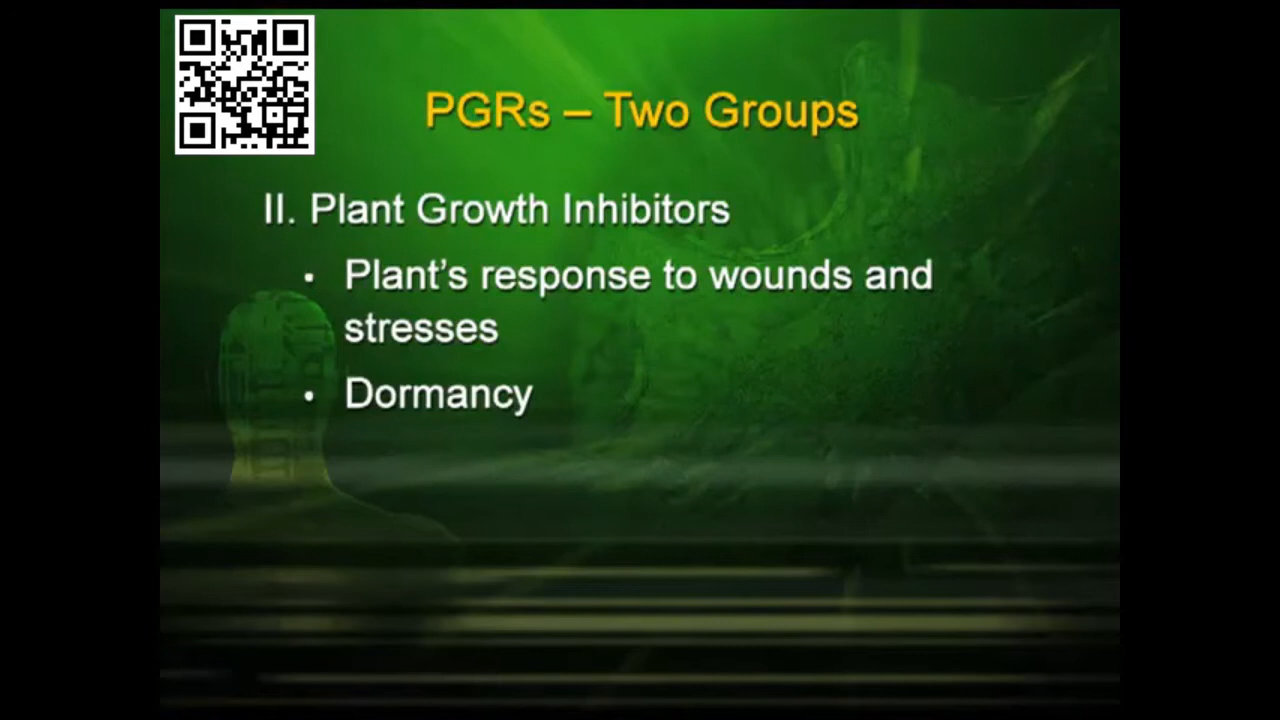 PGRs – Two Groups
II. Plant Growth Inhibitors
• Plant's response to wounds and
stresses
• Dormancy